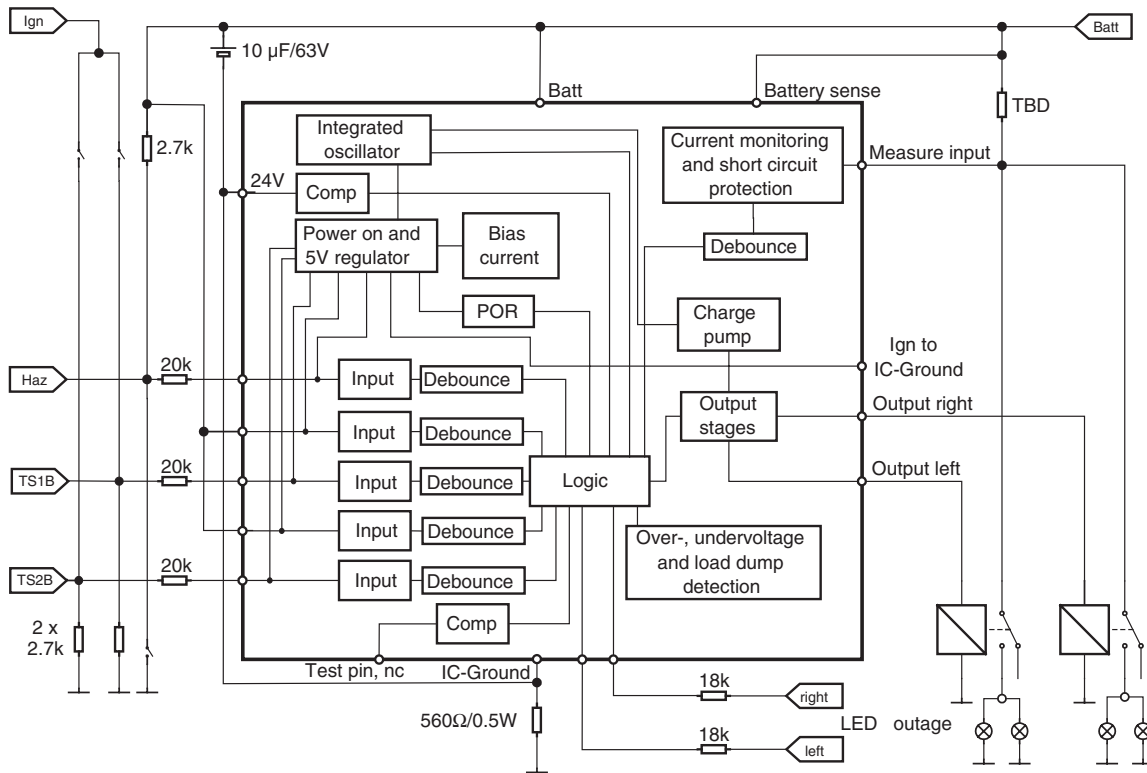 Ign
10 µF/63V
Batt
Batt
Battery sense
TBD
2.7k
Integrated
oscillator
Current monitoring
and short circuit
protection
Measure input
24V
Comp
Power on and
5V regulator
Bias
current
Debounce
POR
Charge
pump
Ign to
IC-Ground
Haz
20k
Input
Debounce
Output
stages
Output right
Input
Debounce
TS1B
20k
Input
Debounce
Logic
Output left
Input
Debounce
Over-, undervoltage
and load dump
detection
TS2B
20k
Input
Debounce
2 x
2.7k
Comp
Test pin, nc
IC-Ground
18k
right
560Ω/0.5W
LED outage
18k
left